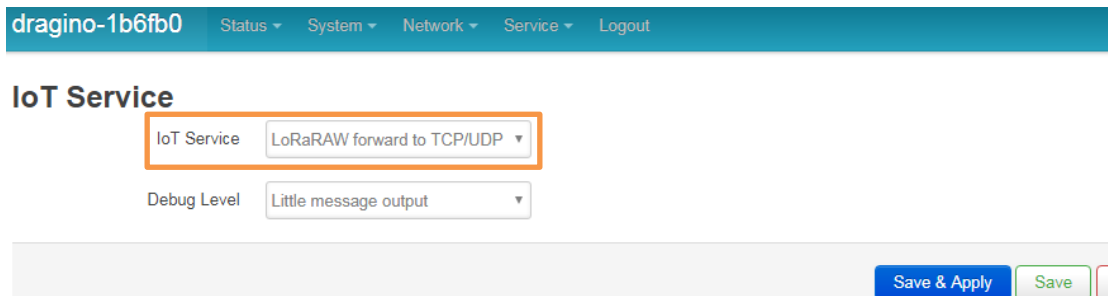 dragino-1b6fb0 Status System Network Service Logout
IoT Service
IoT Service LoRaRAW forward to TCP/UDP
Debug Level Little message output
Save & Apply Save